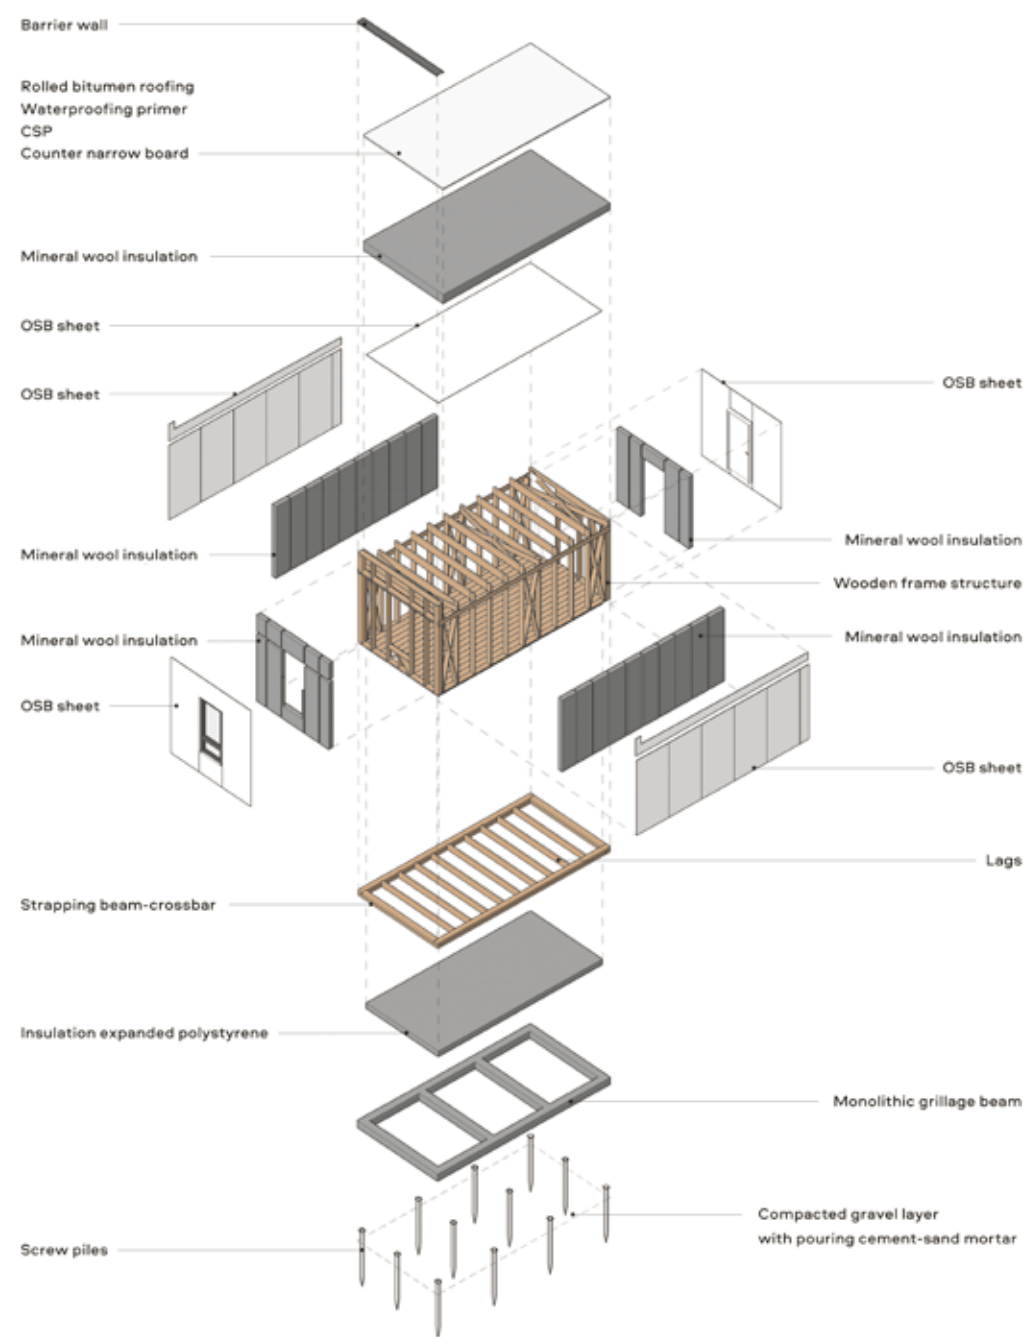 Barrier wall
Rolled bitumen roofing
Waterproofing primer
CSP
Counter narrow board
Mineral wool insulation
OSB sheet
OSB sheet
OSB sheet
Mineral wool insulation
Mineral wool insulation
Wooden frame structure
Mineral wool insulation
Mineral wool insulation
OSB sheet
OSB sheet
Lags
Strapping beam-crossbar
Insulation expanded polystyrene
Monolithic grillage beam
Compacted gravel layer
with pouring cement-sand mortar
Screw piles